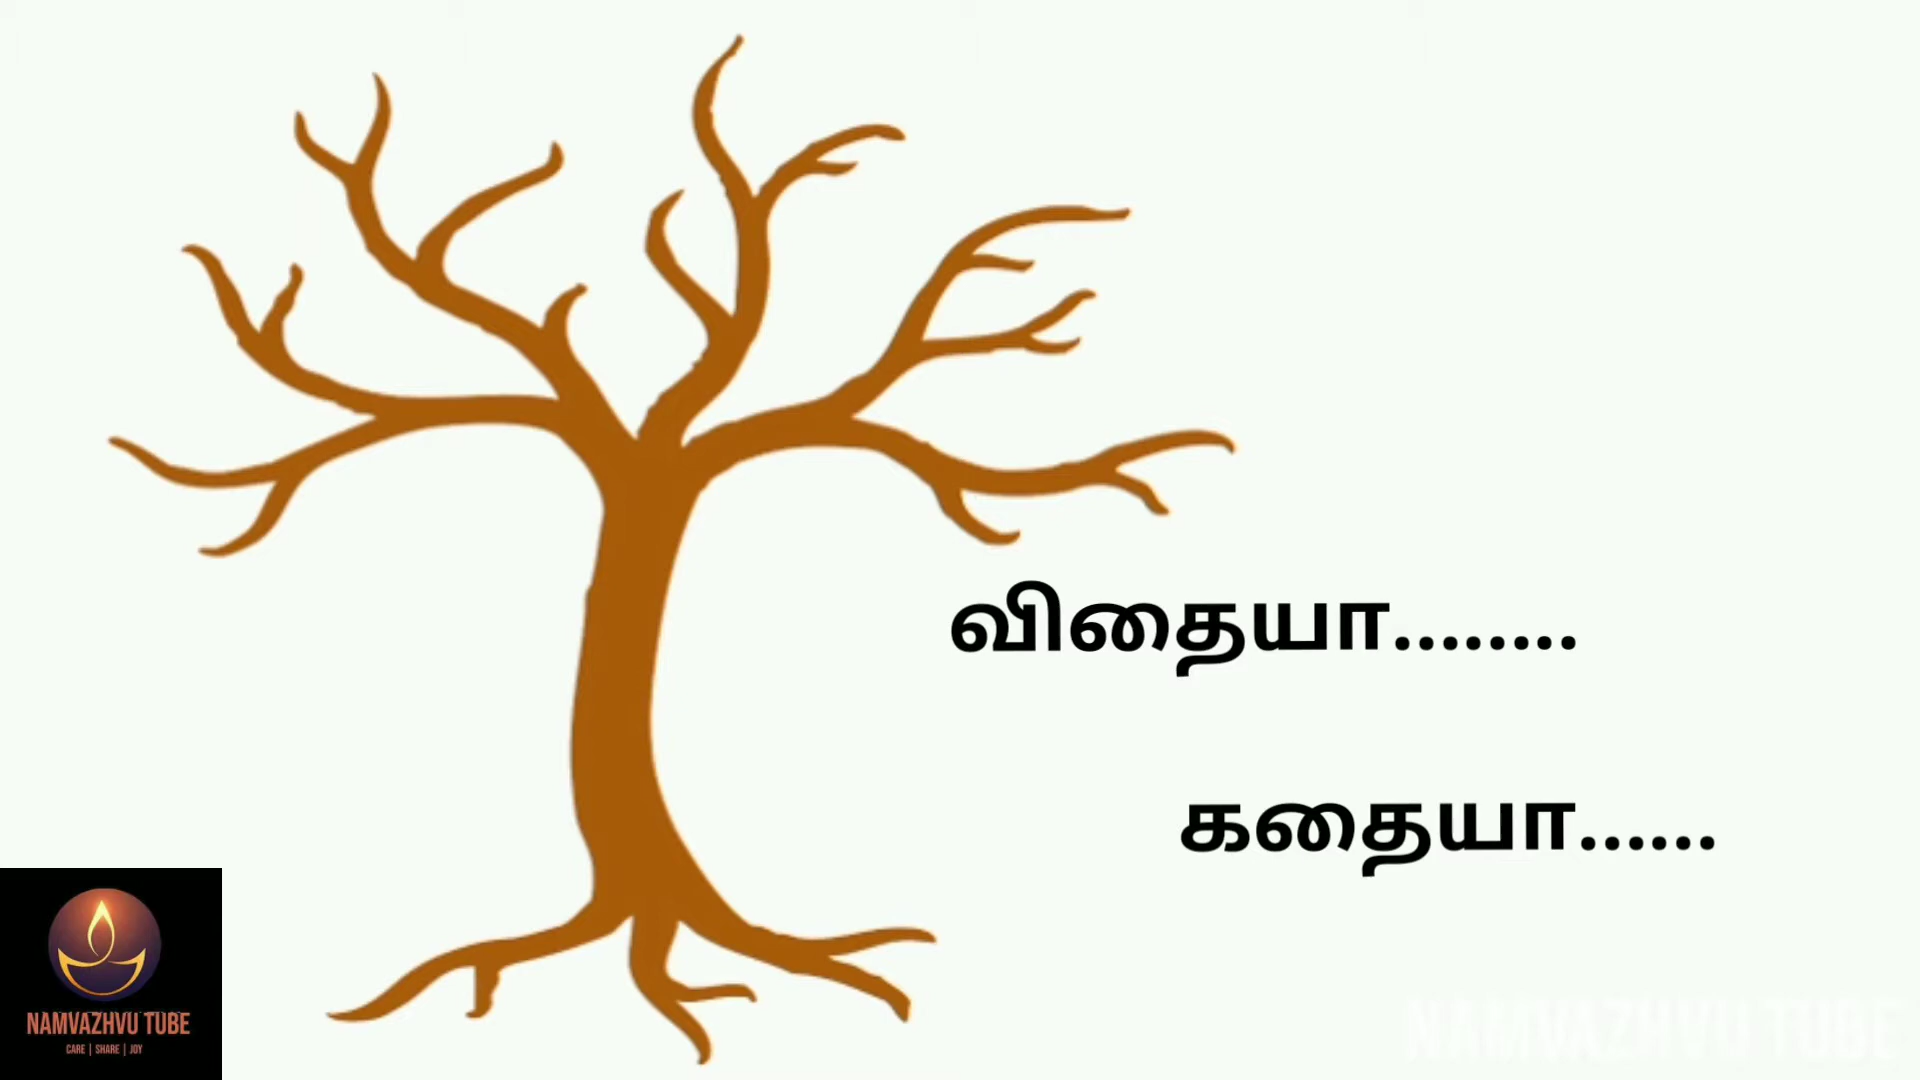 விதையா........
கதையா......
NAMVAZHVU TUBE
CARE | SHARE | JOY
NAMVAZHVU TUBE